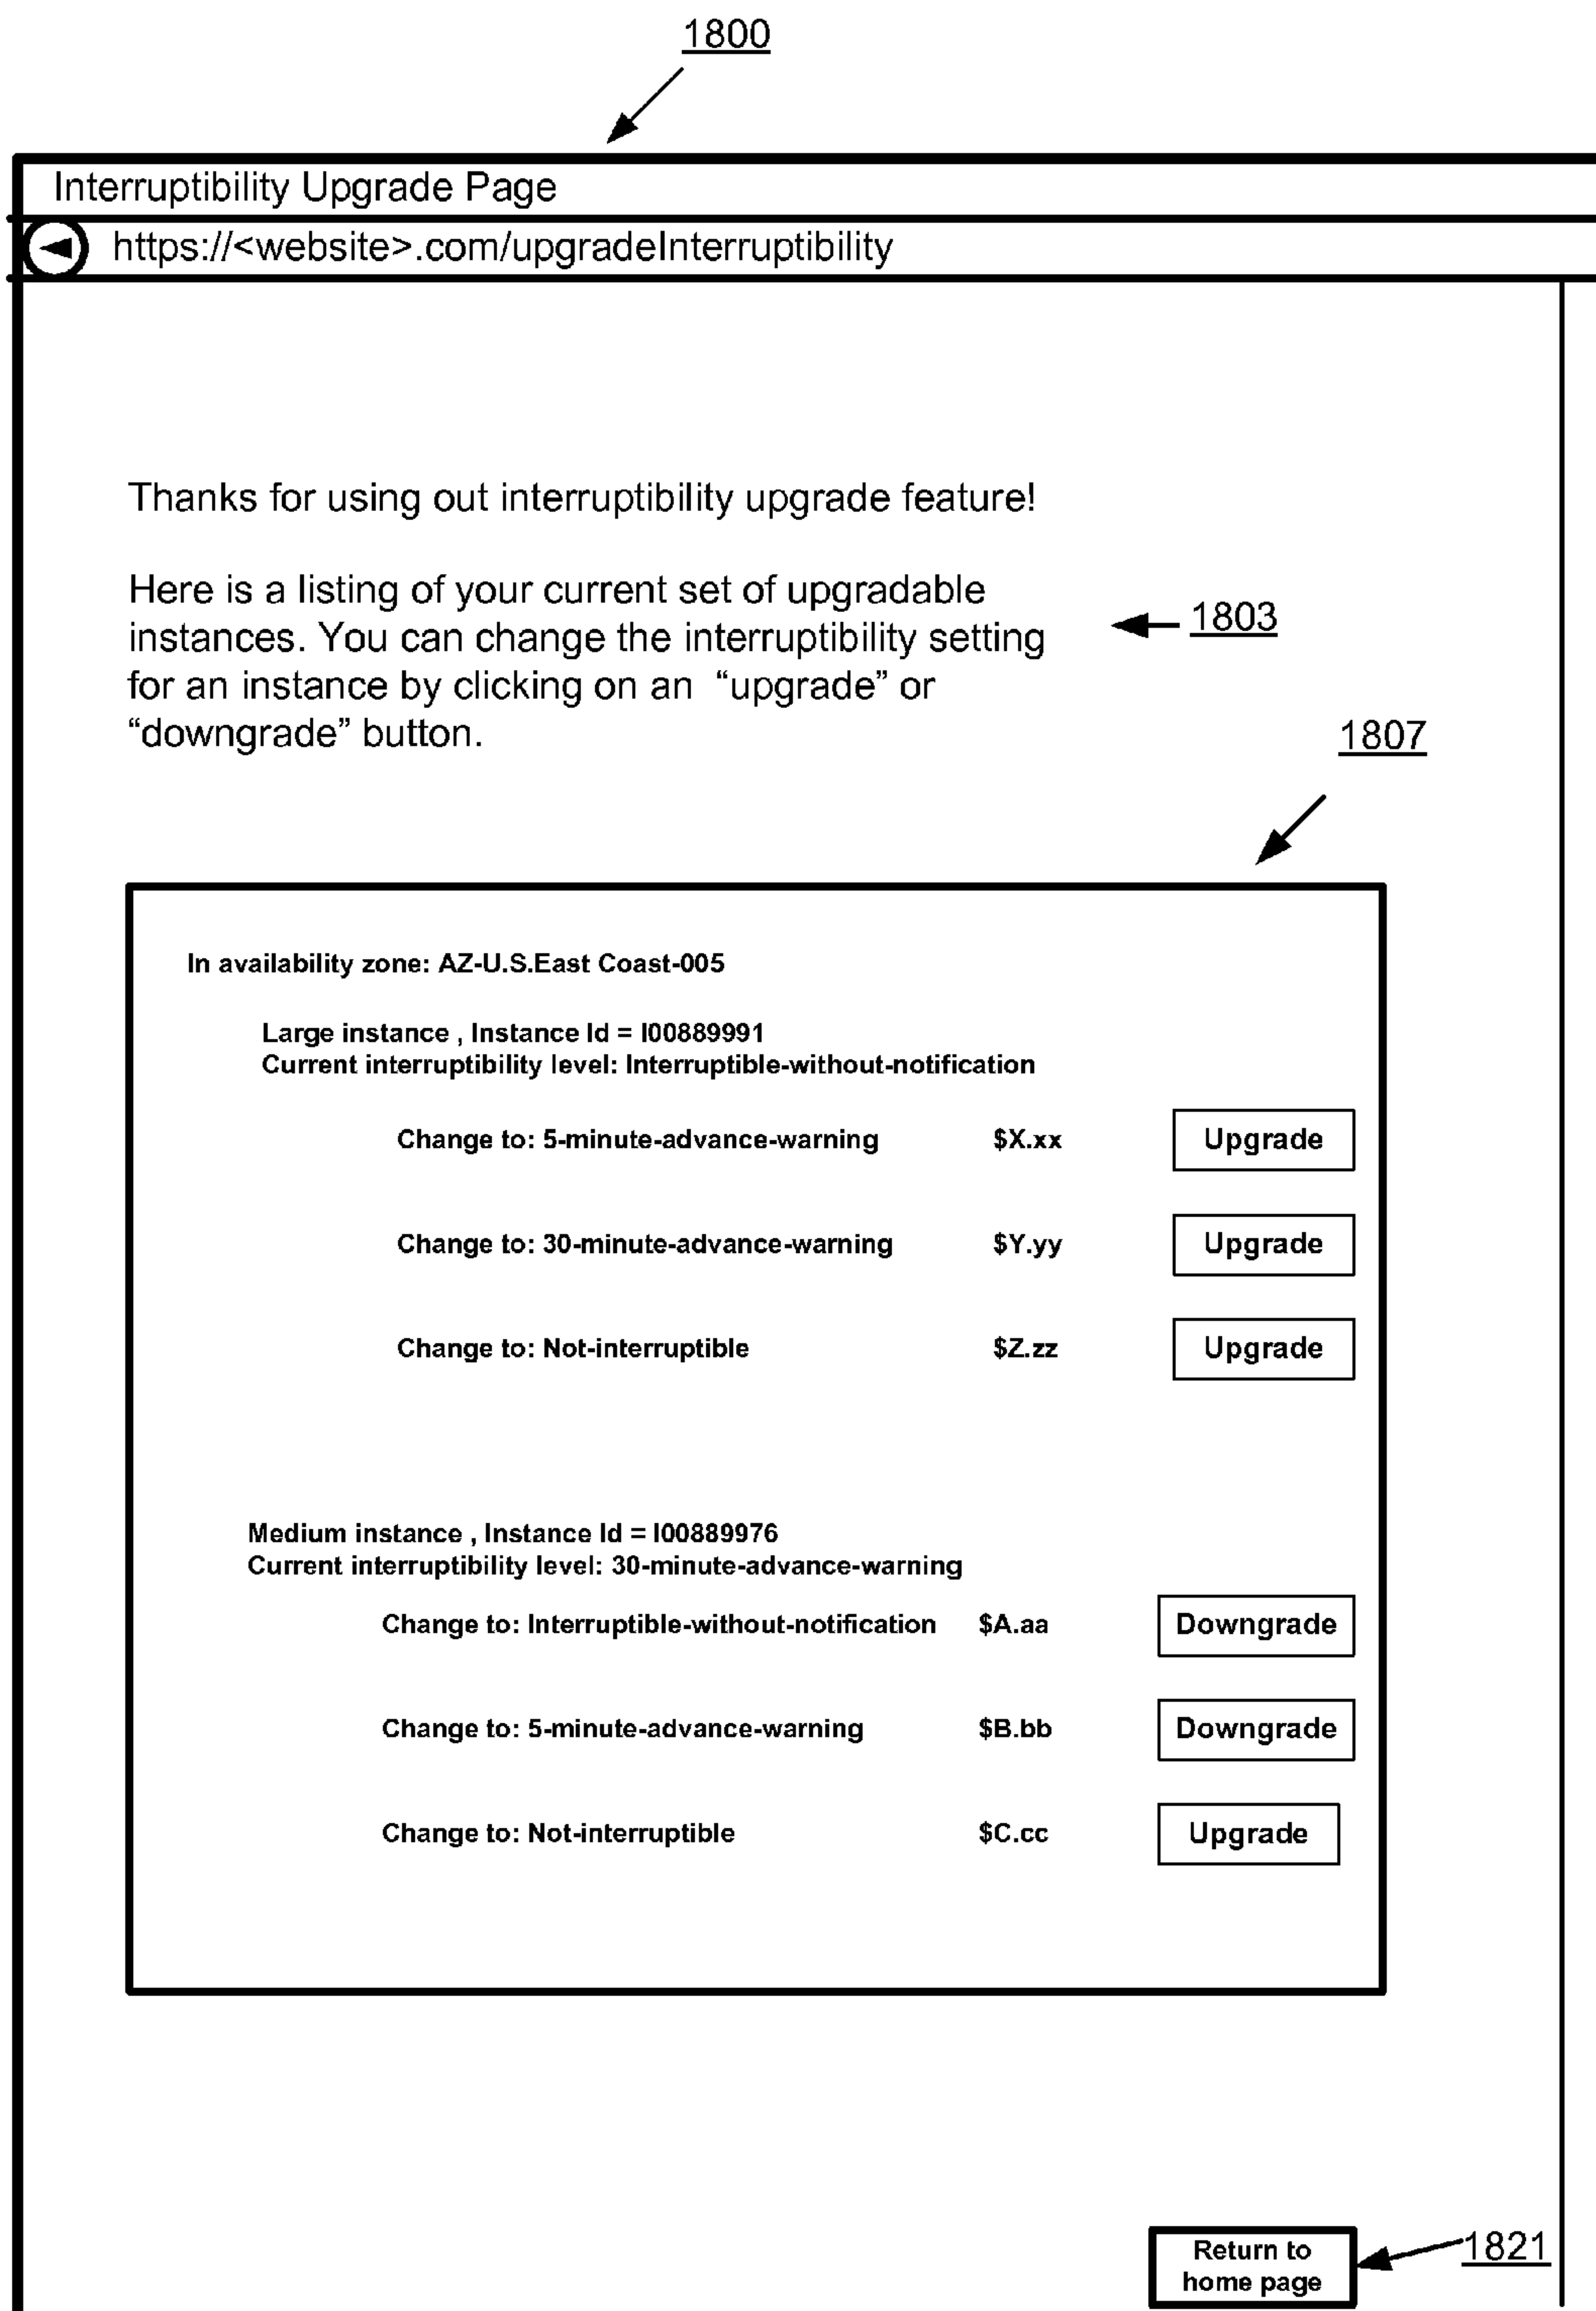 1800
Interruptibility Upgrade Page
https://<website>.com/upgradeInterruptibility
Thanks for using out interruptibility upgrade feature!
Here is a listing of your current set of upgradable
instances. You can change the interruptibility setting
for an instance by clicking on an “upgrade” or
“downgrade” button.
1803
1807
In availability zone: AZ-U.S.East Coast-005
Large instance , Instance Id = I00889991
Current interruptibility level: Interruptible-without-notification
Change to: 5-minute-advance-warning $X.xx Upgrade
Change to: 30-minute-advance-warning $Y.yy Upgrade
Change to: Not-interruptible $Z.zz Upgrade
Medium instance , Instance Id = I00889976
Current interruptibility level: 30-minute-advance-warning
Change to: Interruptible-without-notification $A.aa Downgrade
Change to: 5-minute-advance-warning $B.bb Downgrade
Change to: Not-interruptible $C.cc Upgrade
Return to
home page
1821